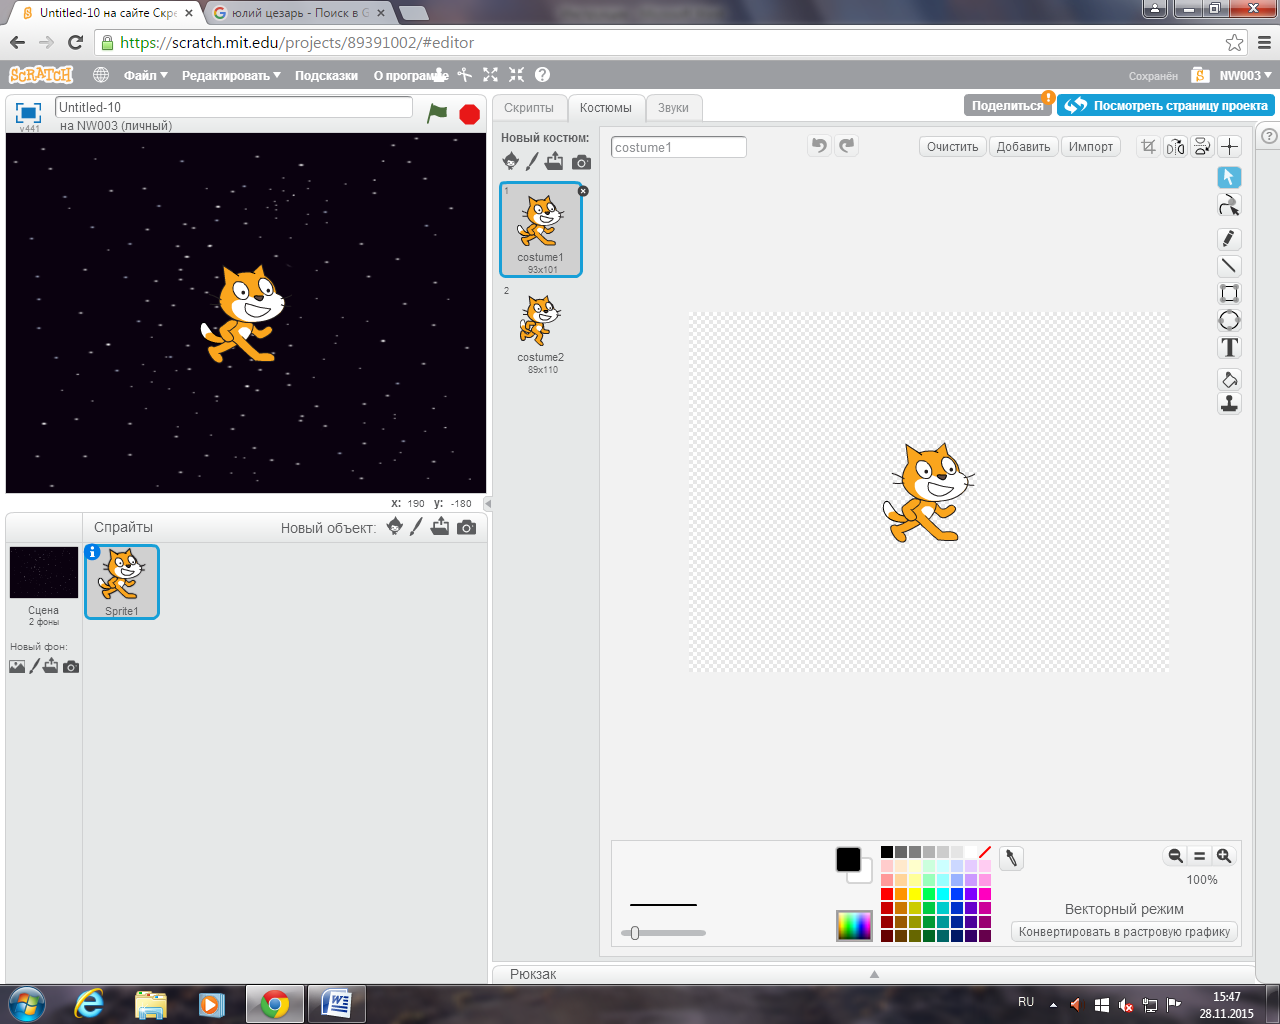 Untitled-10 на сайте Скре
юлий цезарь - Поиск в G
https://scratch.mit.edu/projects/89391002/#editor
SCRATCH
Файл
Редактировать
Подсказки
О программе
Сохранён
NW003
Untitled-10
на NW003 (личный)
v441
Скрипты
Костюмы
Звуки
Поделиться
!
Посмотреть страницу проекта
Новый костюм:
costume1
Очистить
Добавить
Импорт
1
costume1
93x101
2
costume2
89x110
T
x: 190 y: -180
Спрайты
Новый объект:
Сцена
2 фоны
Новый фон:
Sprite1
100%
Векторный режим
Конвертировать в растровую графику
Рюкзак
RU
15:47
28.11.2015